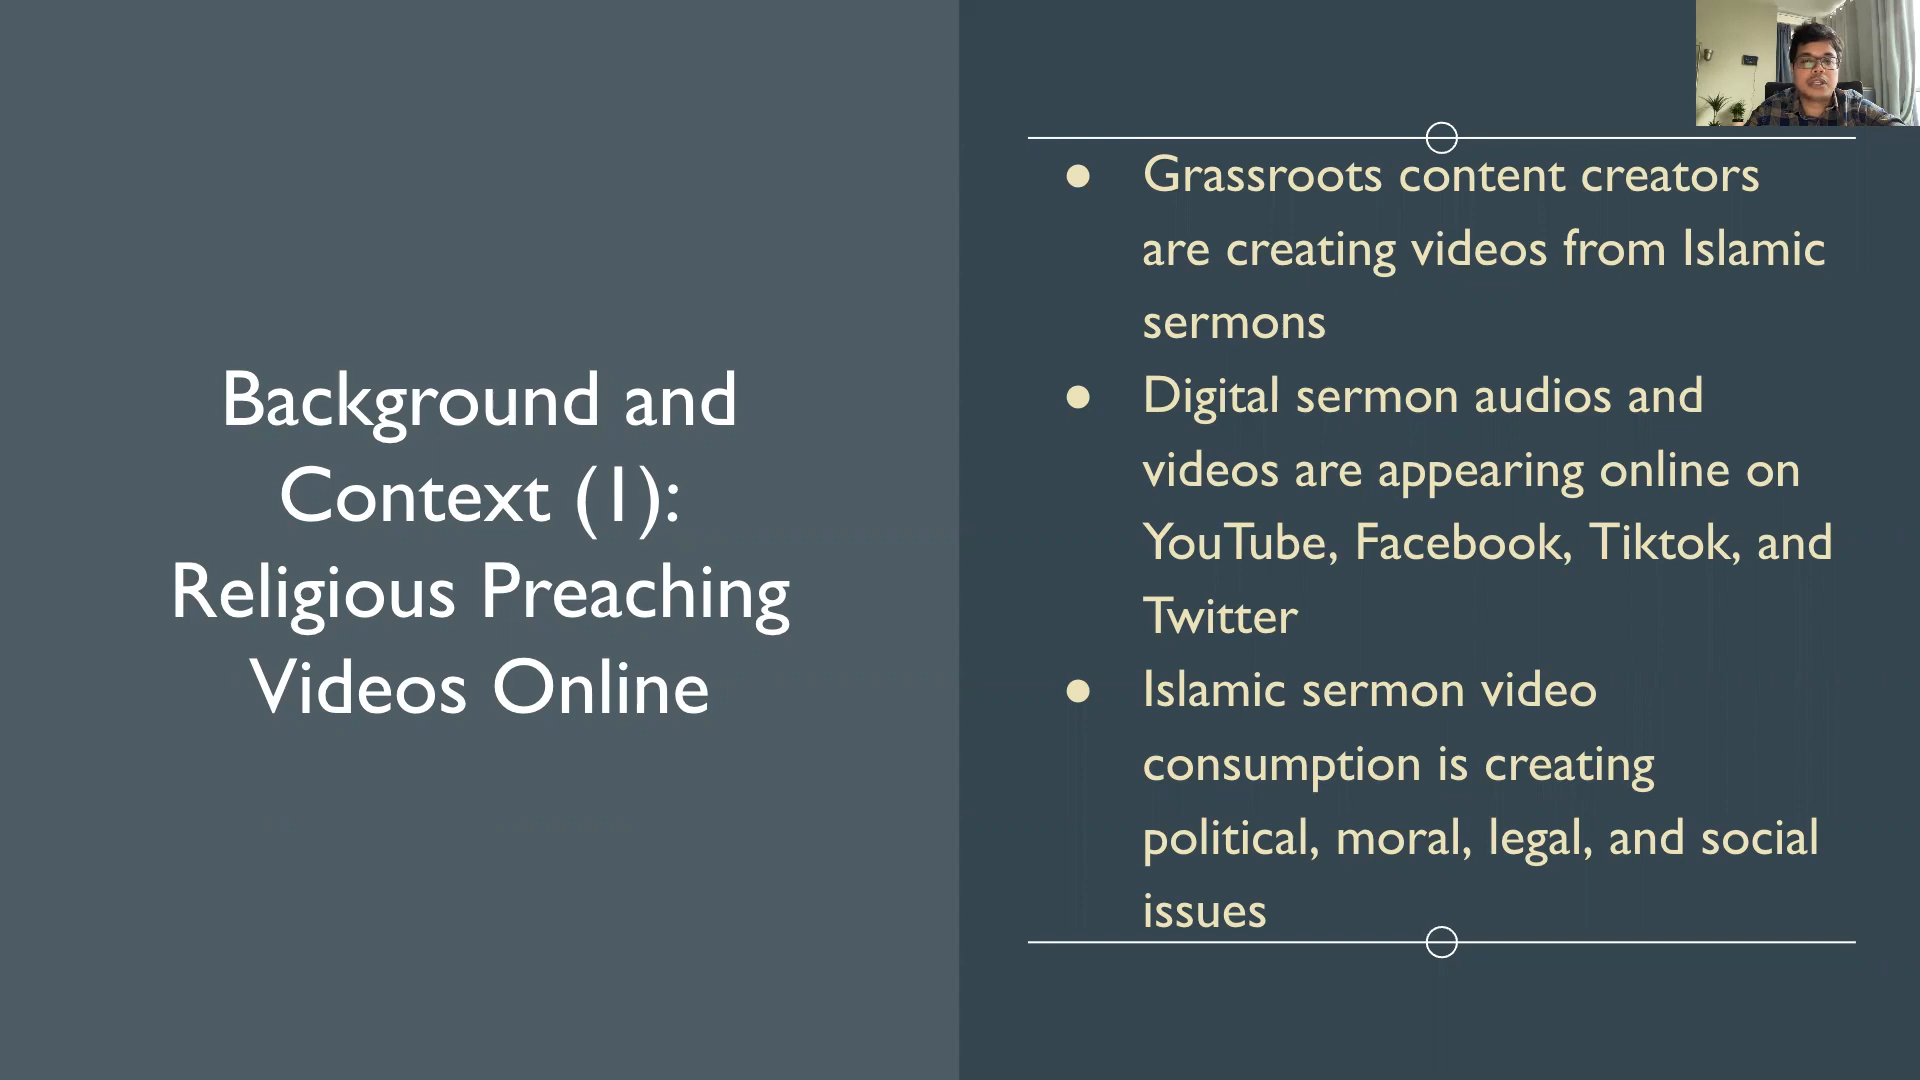 Background and
Context (1):
Religious Preaching
Videos Online
● Grassroots content creators
are creating videos from Islamic
sermons
● Digital sermon audios and
videos are appearing online on
YouTube, Facebook, Tiktok, and
Twitter
● Islamic sermon video
consumption is creating
political, moral, legal, and social
issues